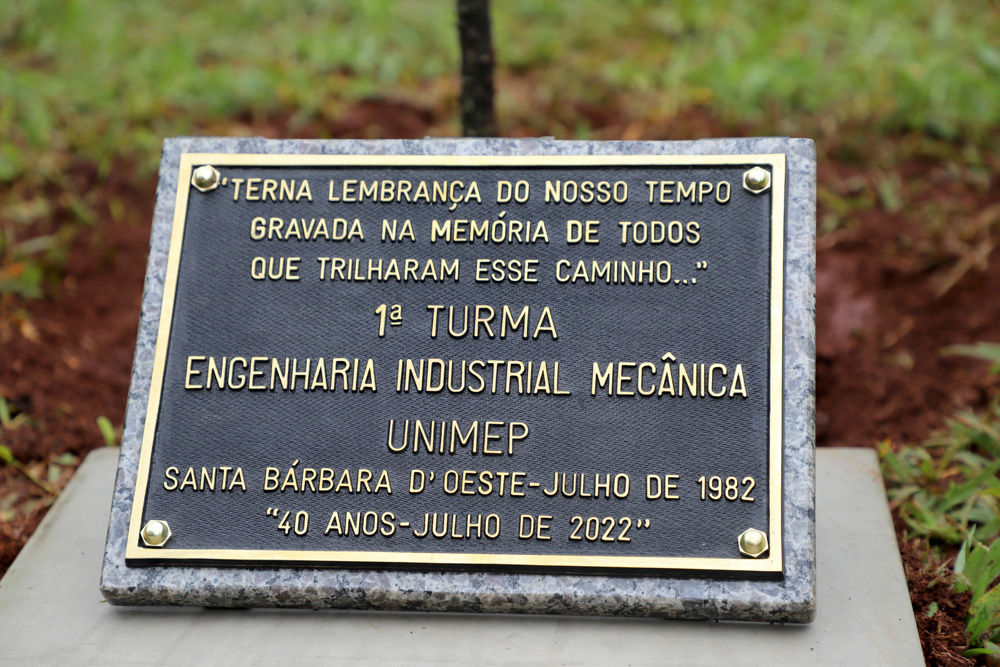 “TERNA LEMBRANÇA DO NOSSO TEMPO
GRAVADA NA MEMÓRIA DE TODOS
QUE TRILHARAM ESSE CAMINHO...”
1ª TURMA
ENGENHARIA INDUSTRIAL MECÂNICA
UNIMEP
SANTA BÁRBARA D'OESTE-JULHO DE 1982
“40 ANOS-JULHO DE 2022”